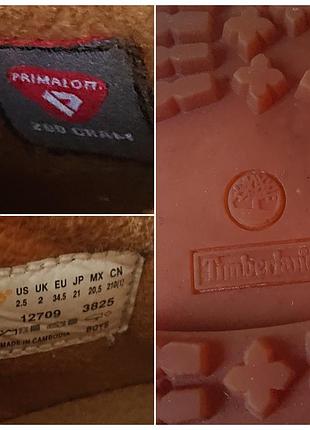 PRIMALOFT
200 GRAM
US UK EU JP MX CN
2.5 2 34.5 21 20.5 210(1)
12709 3825
BOYS
MADE IN CAMBODIA
Timberland